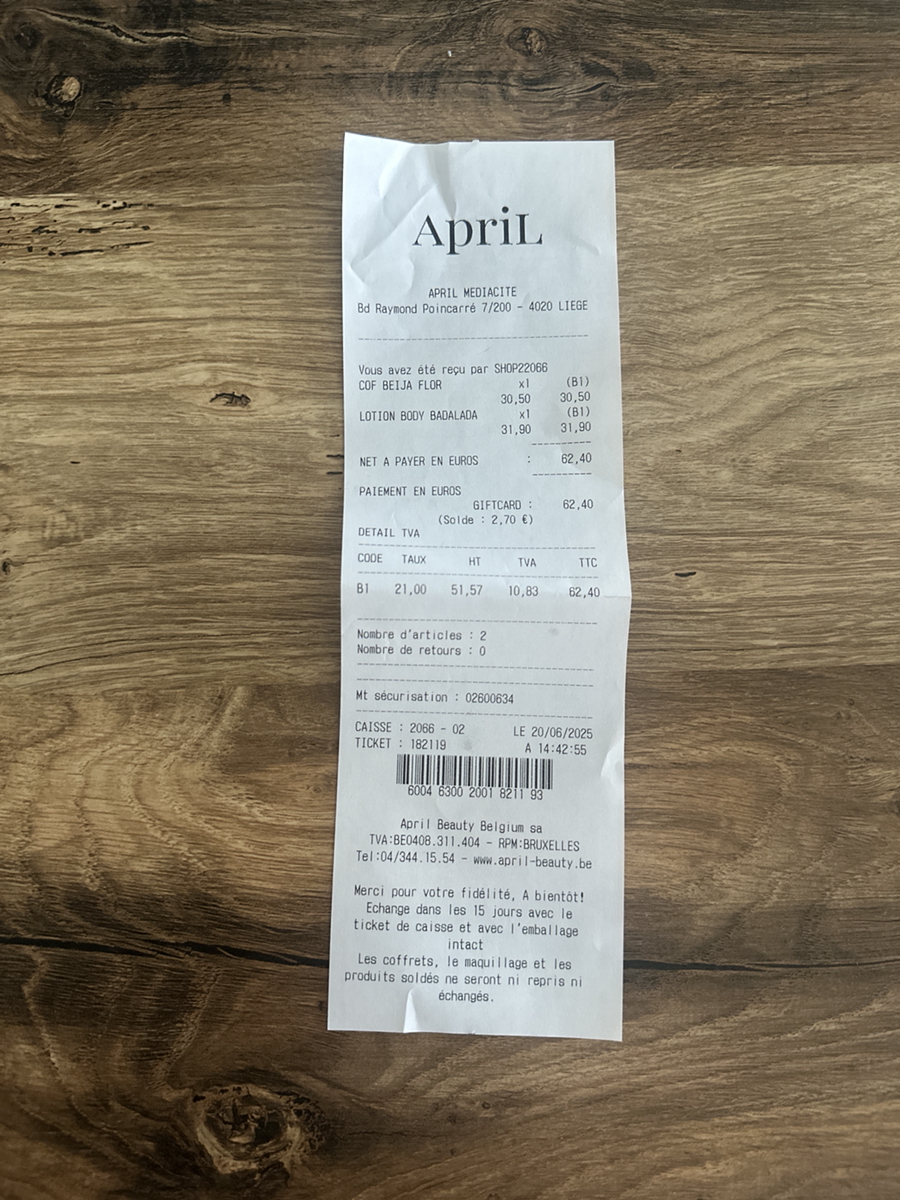 ApriL
APRIL MEDIACITE
Bd Raymond Poincarré 7/200 - 4020 LIEGE
Vous avez été reçu par SHOP22066
COF BEIJA FLOR x1 (B1)
30,50 30,50
LOTION BODY BADALADA x1 (B1)
31,90 31,90
NET A PAYER EN EUROS : 62,40
PAIEMENT EN EUROS
GIFTCARD : 62,40
(Solde : 2,70 €)
DETAIL TVA
CODE TAUX HT TVA TTC
B1 21,00 51,57 10,83 62,40
Nombre d'articles : 2
Nombre de retours : 0
Mt sécurisation : 02600634
CAISSE : 2066 - 02 LE 20/06/2025
TICKET : 182119 A 14:42:55
6004 6300 2001 8211 93
April Beauty Belgium sa
TVA:BE0408.311.404 - RPM:BRUXELLES
Tel:04/344.15.54 - www.april-beauty.be
Merci pour votre fidélité, A bientôt!
Echange dans les 15 jours avec le
ticket de caisse et avec l'emballage
intact
Les coffrets, le maquillage et les
produits soldés ne seront ni repris ni
échangés.